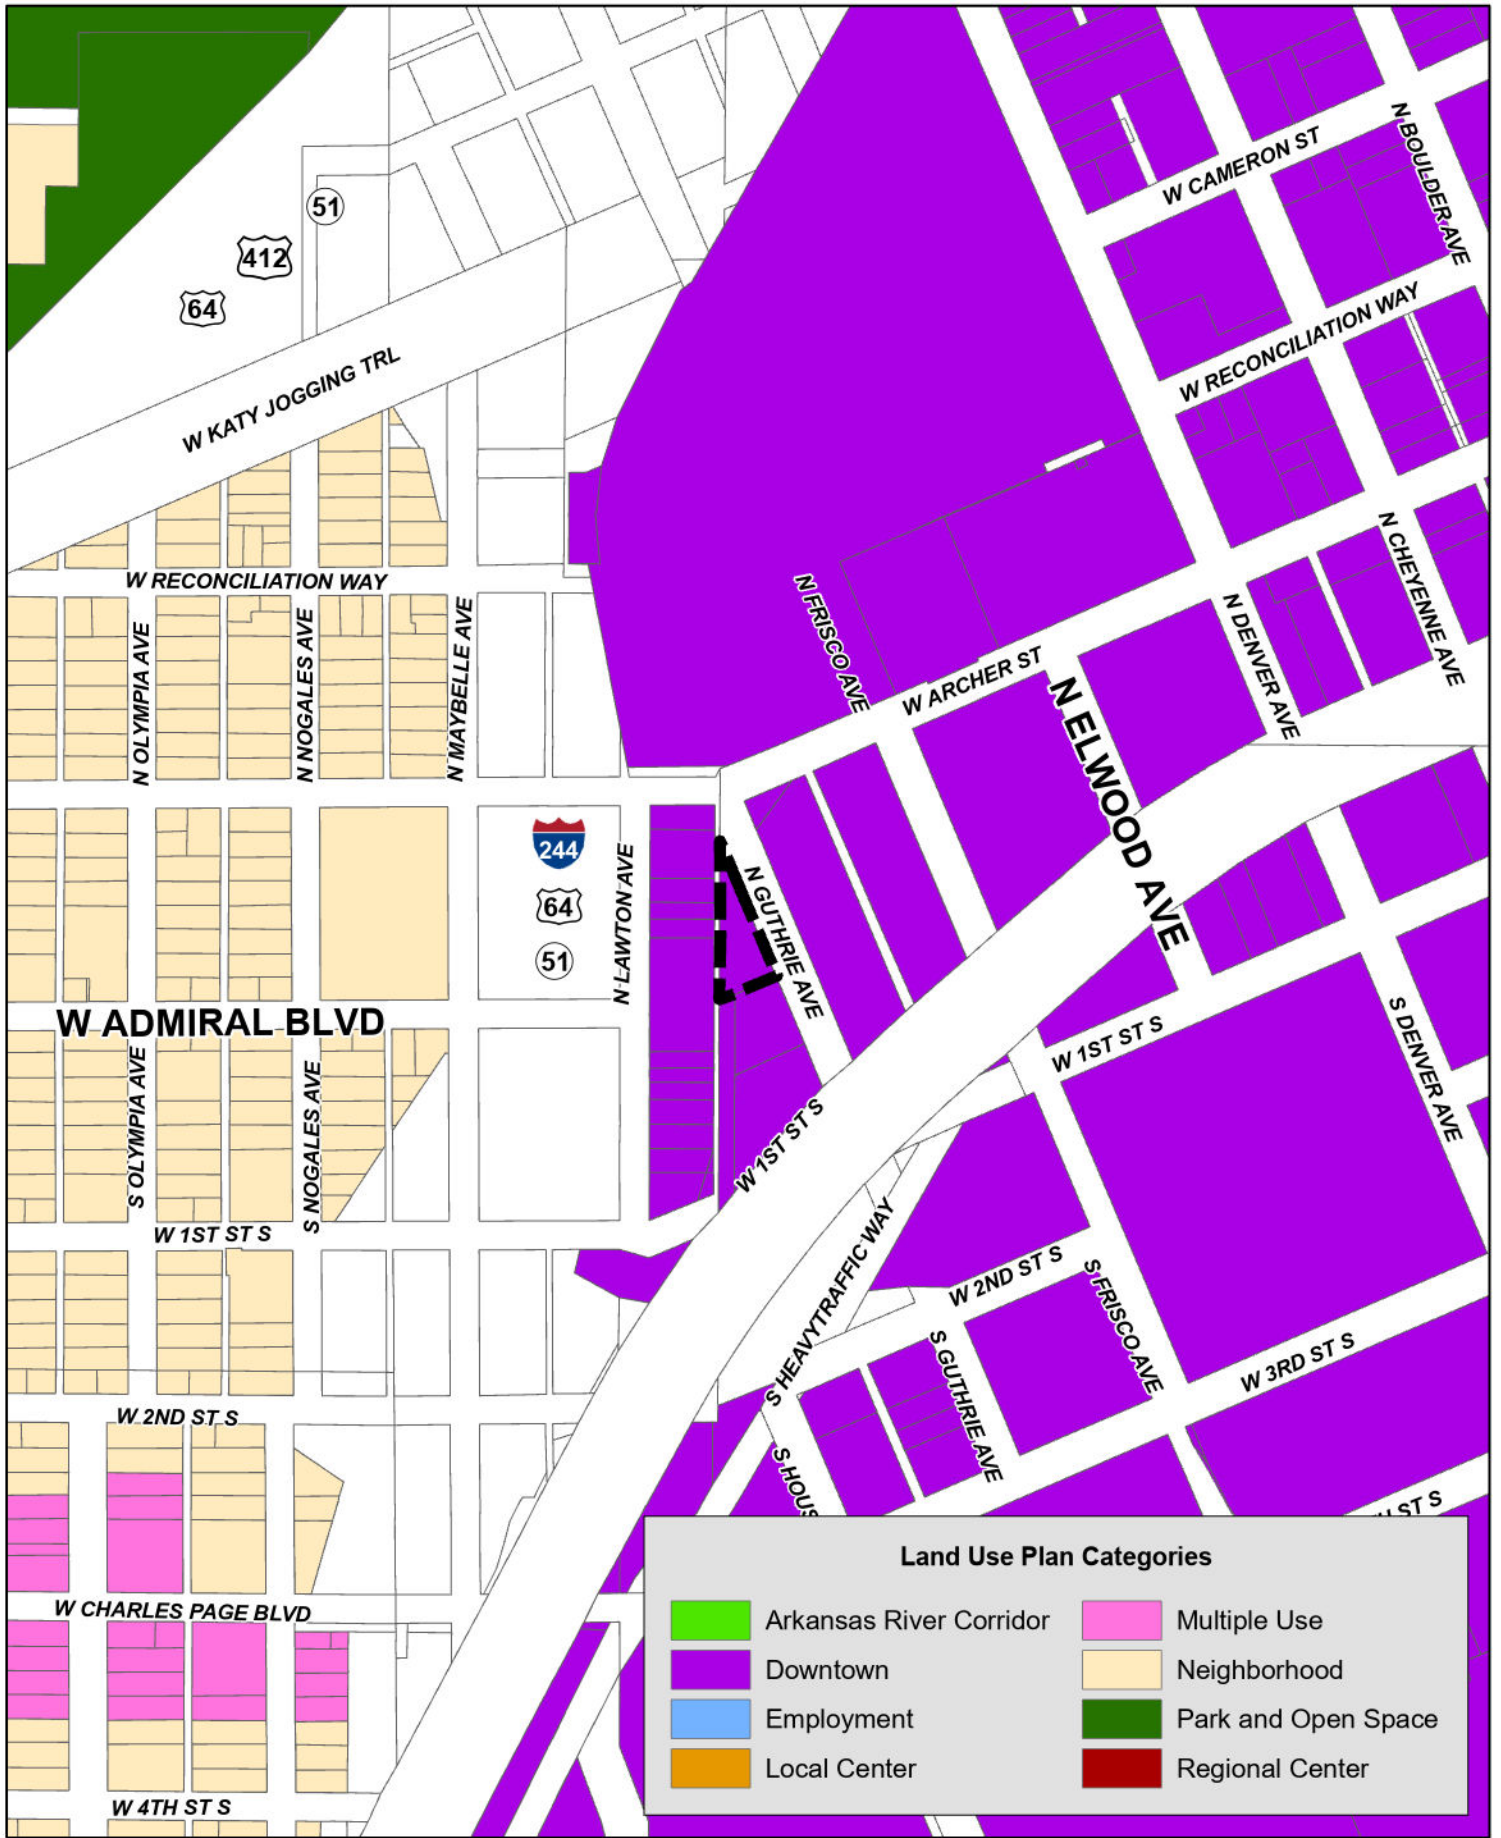 W CAMERON ST
N BOULDER AVE
51
412
64
W RECONCILIATION WAY
W KATY JOGGING TRL
N CHEYENNE AVE
W RECONCILIATION WAY
N FRISCO AVE
N DENVER AVE
N OLYMPIA AVE
N NOGALES AVE
N MAYBELLE AVE
W ARCHER ST
N ELWOOD AVE
244
64
51
N LAWTON AVE
N GUTHRIE AVE
W ADMIRAL BLVD
S OLYMPIA AVE
S NOGALES AVE
W 1ST ST S
S DENVER AVE
W 1ST ST S
W 1ST ST S
S HEAVYTRAFFIC WAY
W 2ND ST S
S FRISCO AVE
W 3RD ST S
S GUTHRIE AVE
W 2ND ST S
S HOUS
ST S
W CHARLES PAGE BLVD
W 4TH ST S
Land Use Plan Categories
Arkansas River Corridor
Downtown
Employment
Local Center
Multiple Use
Neighborhood
Park and Open Space
Regional Center